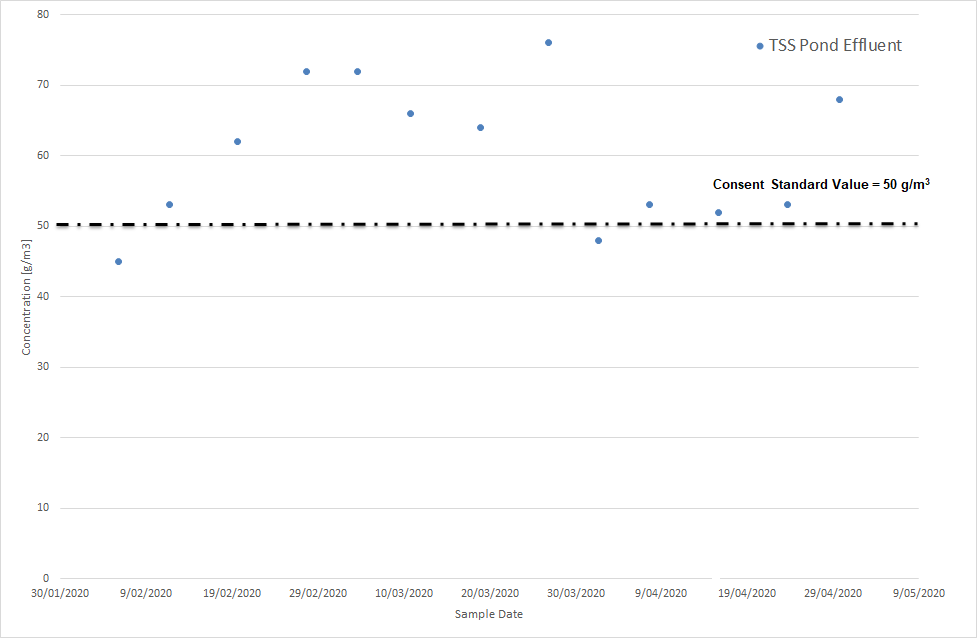 80
TSS Pond Effluent
70
60
Consent Standard Value = 50 g/m³
50
40
30
20
10
0
Concentration [g/m3]
30/01/2020 9/02/2020 19/02/2020 29/02/2020 10/03/2020 20/03/2020 30/03/2020 9/04/2020 19/04/2020 29/04/2020 9/05/2020
Sample Date